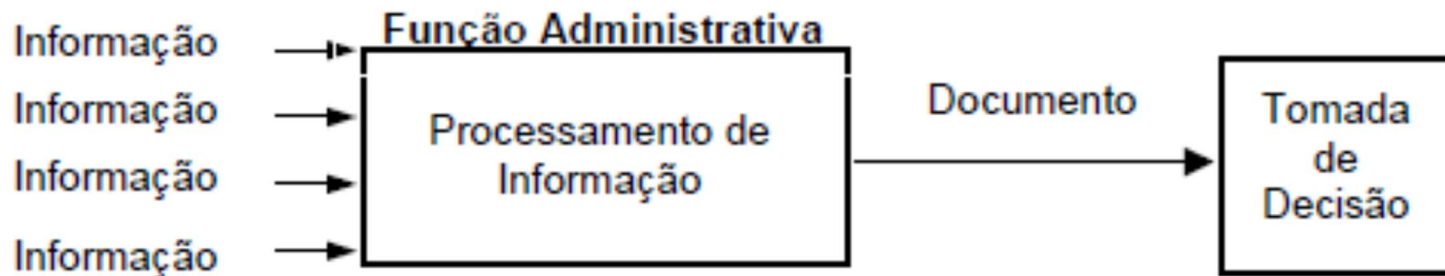 Função Administrativa
Informação
Informação
Informação
Informação
Processamento de
Informação
Documento
Tomada
de
Decisão